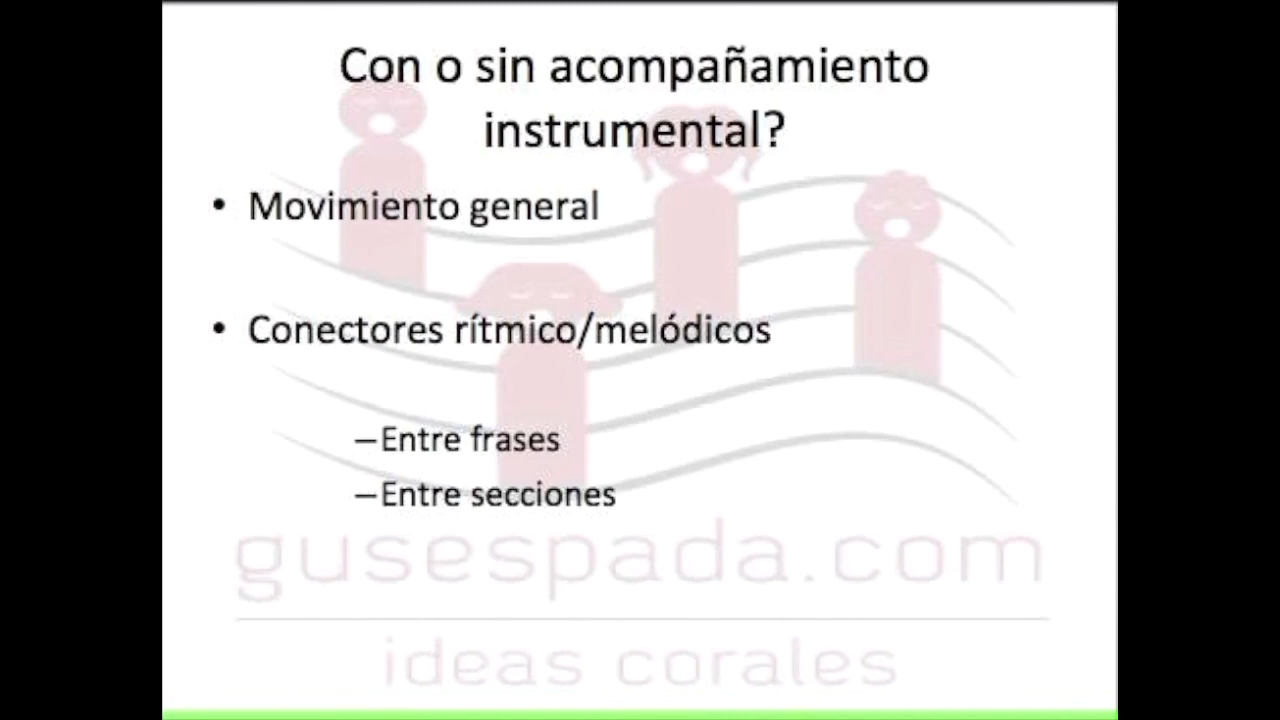 Con o sin acompañamiento
instrumental?
• Movimiento general
• Conectores rítmico/melódicos
–Entre frases
–Entre secciones
gusespada.com
ideas corales